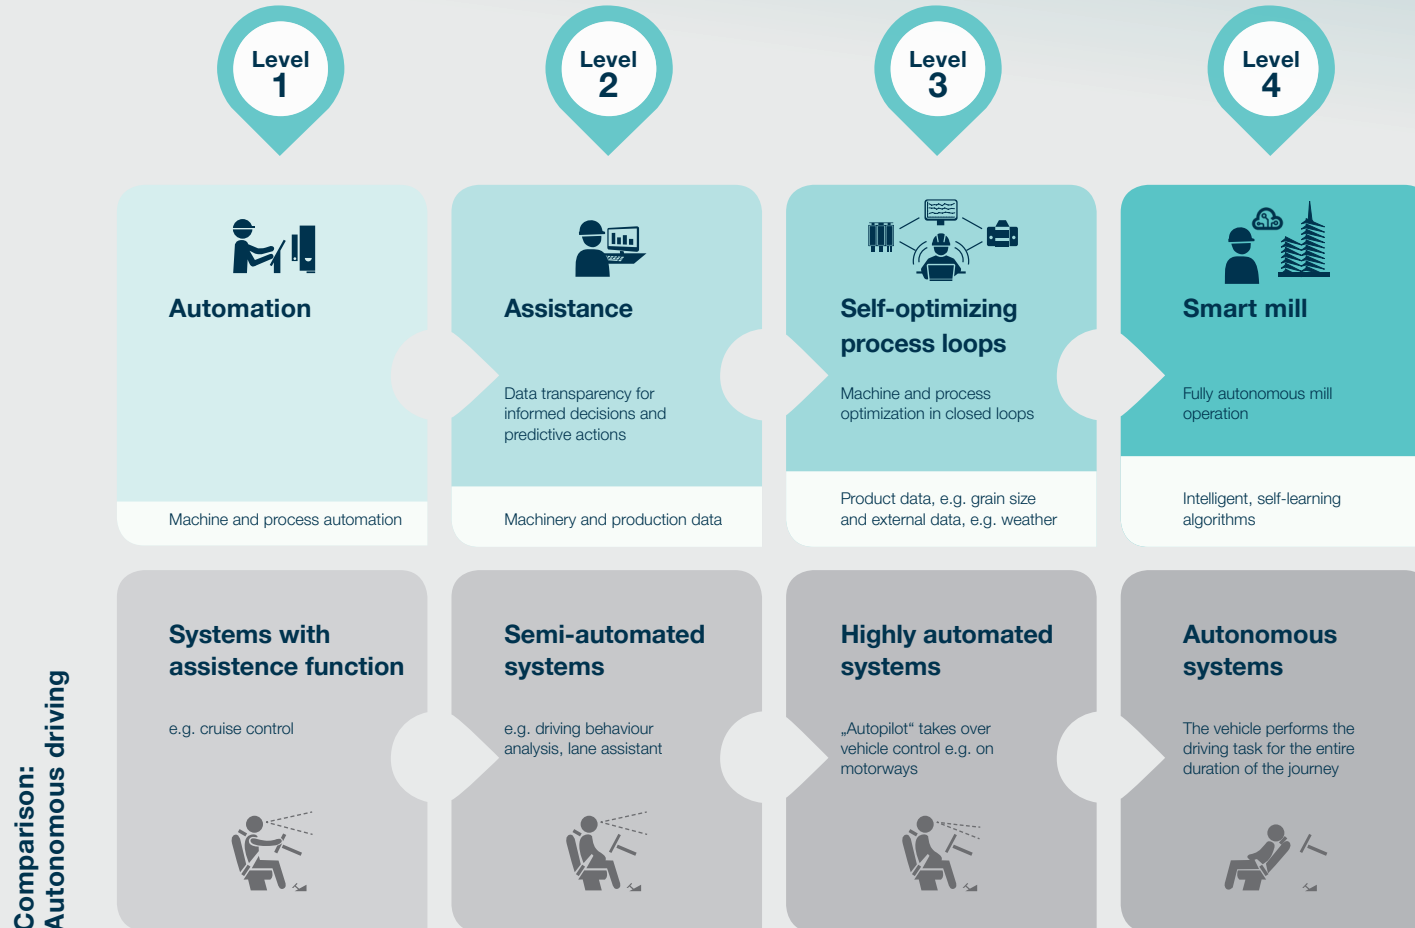 Level
1
Level
2
Level
3
Level
4
Automation
Machine and process automation
Assistance
Data transparency for
informed decisions and
predictive actions
Machinery and production data
Self-optimizing
process loops
Machine and process
optimization in closed loops
Product data, e.g. grain size
and external data, e.g. weather
Smart mill
Fully autonomous mill
operation
Intelligent, self-learning
algorithms
Comparison:
Autonomous driving
Systems with
assistence function
e.g. cruise control
Semi-automated
systems
e.g. driving behaviour
analysis, lane assistant
Highly automated
systems
„Autopilot“ takes over
vehicle control e.g. on
motorways
Autonomous
systems
The vehicle performs the
driving task for the entire
duration of the journey